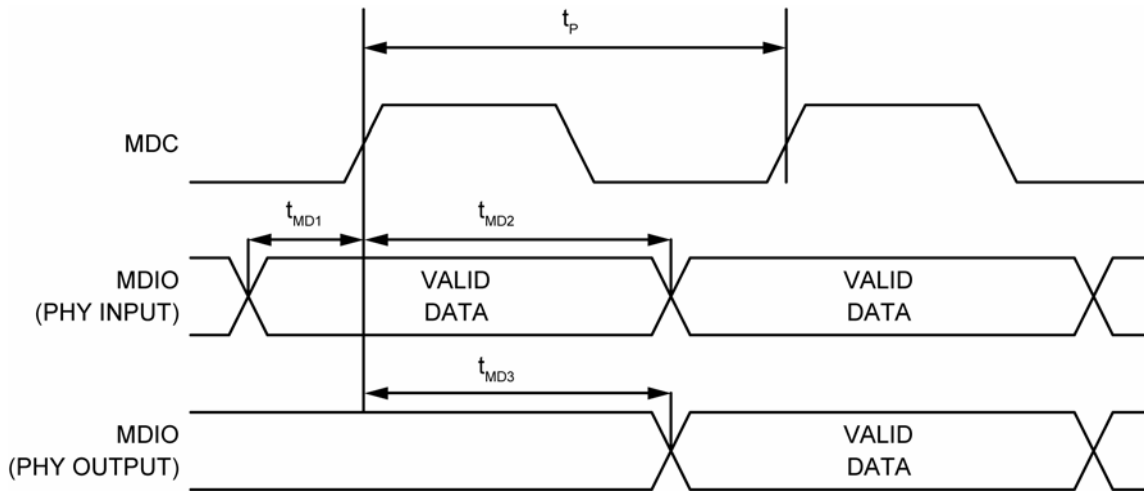 tP
MDC
tMD1
tMD2
MDIO
(PHY INPUT)
VALID
DATA
VALID
DATA
tMD3
MDIO
(PHY OUTPUT)
VALID
DATA